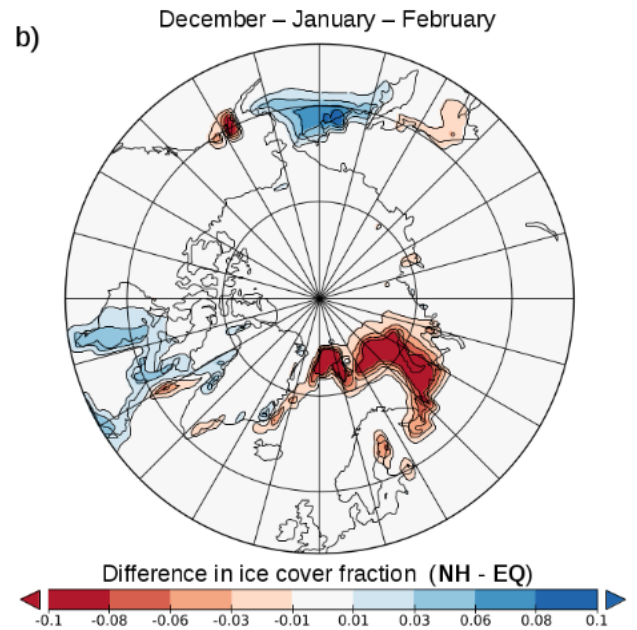 December – January – February
b)
Difference in ice cover fraction (NH - EQ)
-0.1 -0.08 -0.06 -0.03 -0.01 0.01 0.03 0.06 0.08 0.1